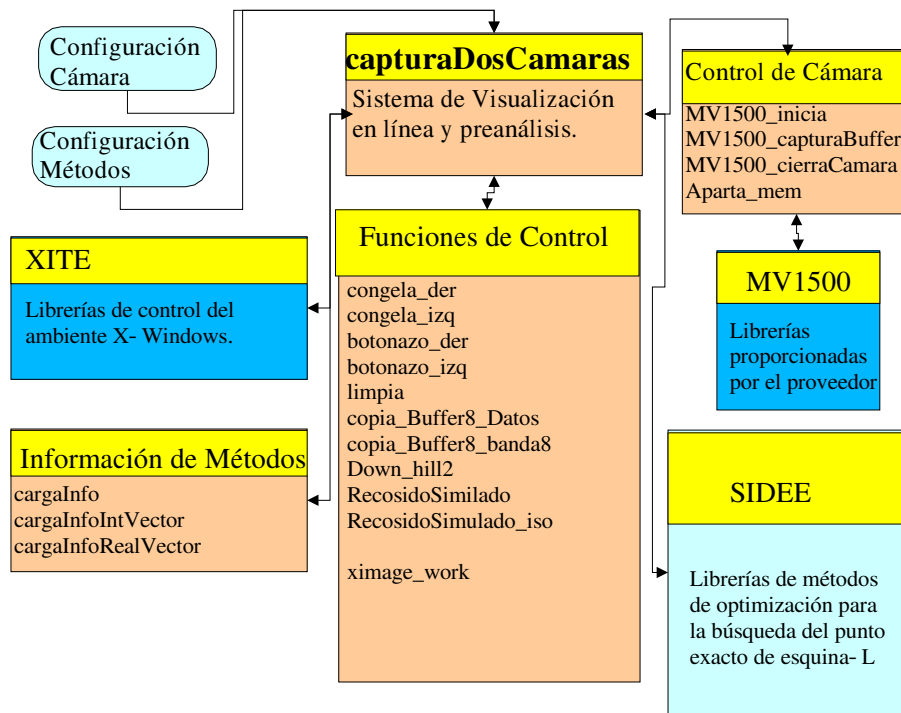 Configuración
Cámara
Configuración
Métodos
capturaDosCamaras
Sistema de Visualización
en línea y preanálisis.
Control de Cámara
MV1500_inicia
MV1500_capturaBuffer
MV1500_cierraCamara
Aparta_mem
XITE
Librerías de control del
ambiente X- Windows.
Funciones de Control
congela_der
congela_izq
botonazo_der
botonazo_izq
limpia
copia_Buffer8_Datos
copia_Buffer8_banda8
Down_hill2
RecosidoSimilado
RecosidoSimulado_iso
ximage_work
MV1500
Librerías
proporcionadas
por el proveedor
Información de Métodos
cargaInfo
cargaInfoIntVector
cargaInfoRealVector
SIDEE
Librerías de métodos
de optimización para
la búsqueda del punto
exacto de esquina- L